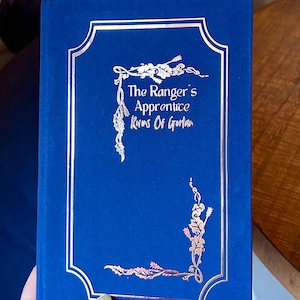 The Ranger's
Apprentice
Ruins Of Gorlan